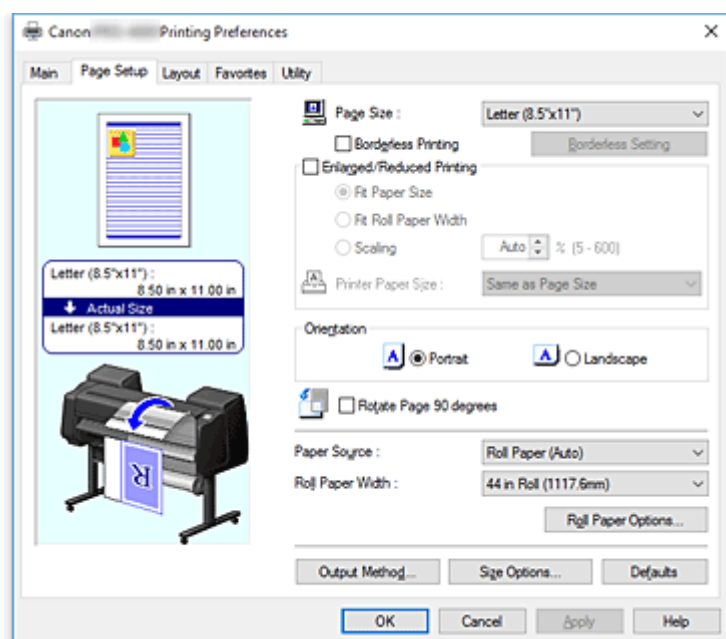 Canon Printing Preferences
Main Page Setup Layout Favorites Utility
Page Size : Letter (8.5"x11")
Borderless Printing Borderless Setting
Enlarged/Reduced Printing
Fit Paper Size
Fit Roll Paper Width
Scaling Auto % (5 - 600)
Printer Paper Size : Same as Page Size
Letter (8.5"x11") :
8.50 in x 11.00 in
Actual Size
Letter (8.5"x11") :
8.50 in x 11.00 in
Orientation
A Portrait A Landscape
Rotate Page 90 degrees
R
Paper Source : Roll Paper (Auto)
Roll Paper Width : 44 in Roll (1117.6mm)
Roll Paper Options...
Output Method... Size Options... Defaults
OK Cancel Apply Help